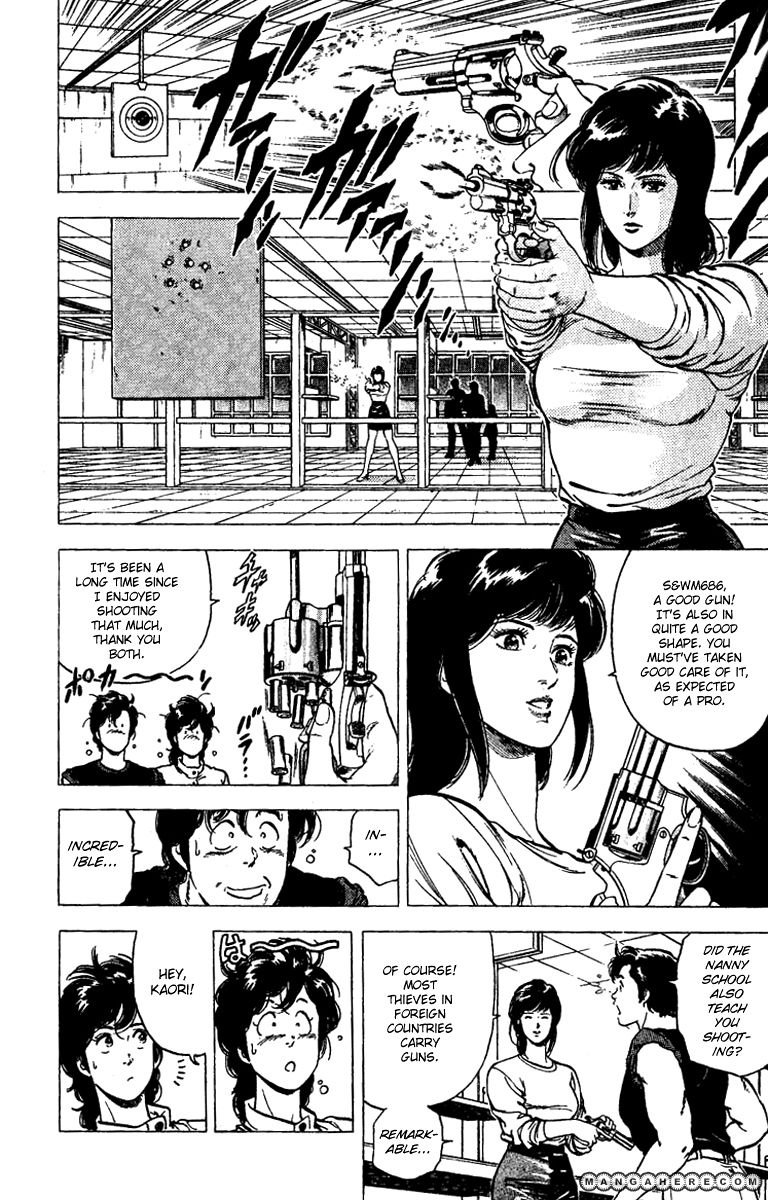 S&WM686,
A GOOD GUN!
IT'S ALSO IN
QUITE A GOOD
SHAPE. YOU
MUST'VE TAKEN
GOOD CARE OF IT,
AS EXPECTED
OF A PRO.
IT'S BEEN A
LONG TIME SINCE
I ENJOYED
SHOOTING
THAT MUCH,
THANK YOU
BOTH.
IN-
...
INCRED-
IBLE...
DID THE
NANNY
SCHOOL
ALSO
TEACH
YOU
SHOOT-
ING?
OF COURSE!
MOST
THIEVES IN
FOREIGN
COUNTRIES
CARRY
GUNS.
REMARK-
ABLE...
は
HEY,
KAORI!
MANGAHERE.COM